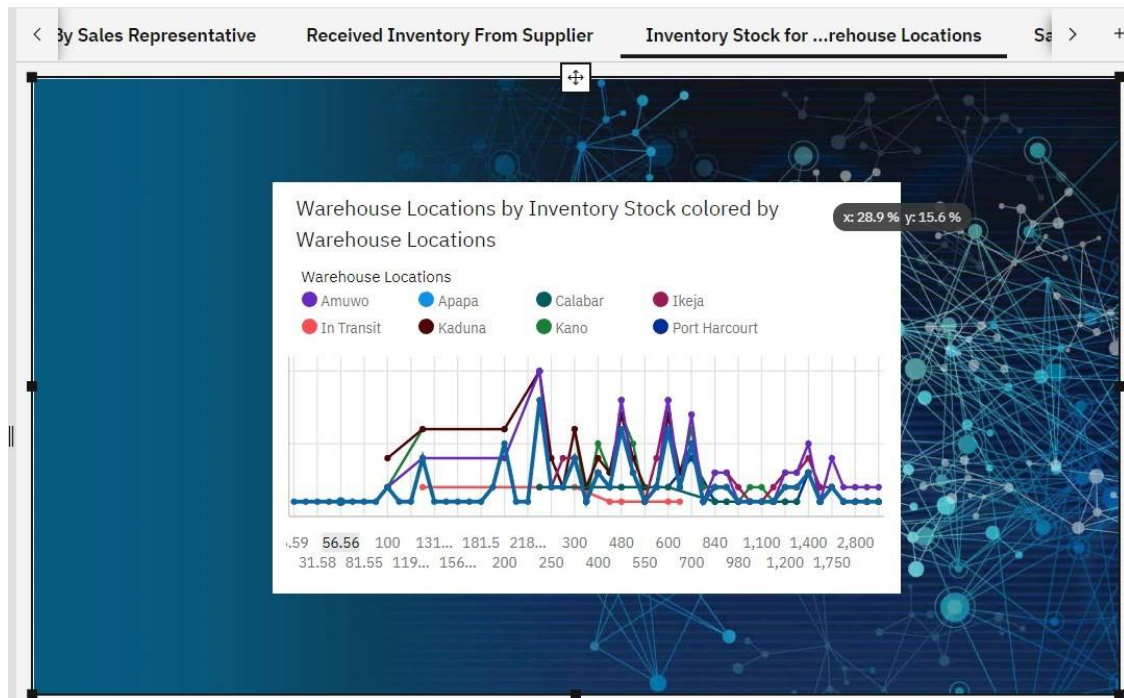 By Sales Representative Received Inventory From Supplier Inventory Stock for ...rehouse Locations Sa
Warehouse Locations by Inventory Stock colored by
Warehouse Locations
x: 28.9 % y: 15.6 %
Warehouse Locations
Amuwo Apapa Calabar Ikeja
In Transit Kaduna Kano Port Harcourt
.59 56.56 100 131... 181.5 218... 300 480 600 840 1,100 1,400 2,800
31.58 81.55 119... 156... 200 250 400 550 700 980 1,200 1,750